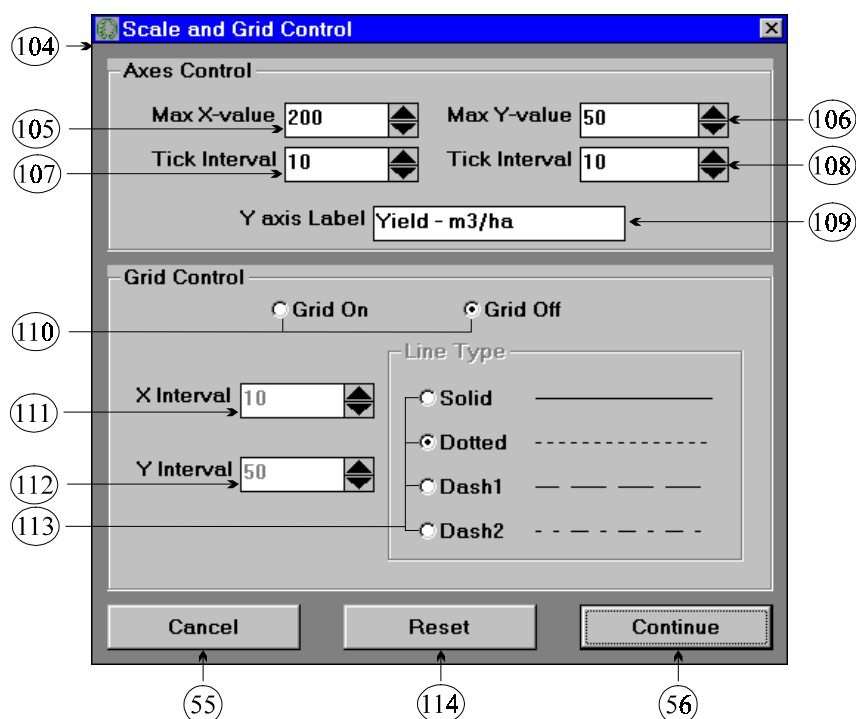 Scale and Grid Control
104
Axes Control
105
Max X-value 200
Max Y-value 50
106
107
Tick Interval 10
Tick Interval 10
108
Y axis Label Yield - m3/ha
109
Grid Control
110
Grid On
Grid Off
Line Type
111
X Interval 10
Solid
Dotted
112
Y Interval 50
Dash1
113
Dash2
Cancel
Reset
Continue
55
114
56